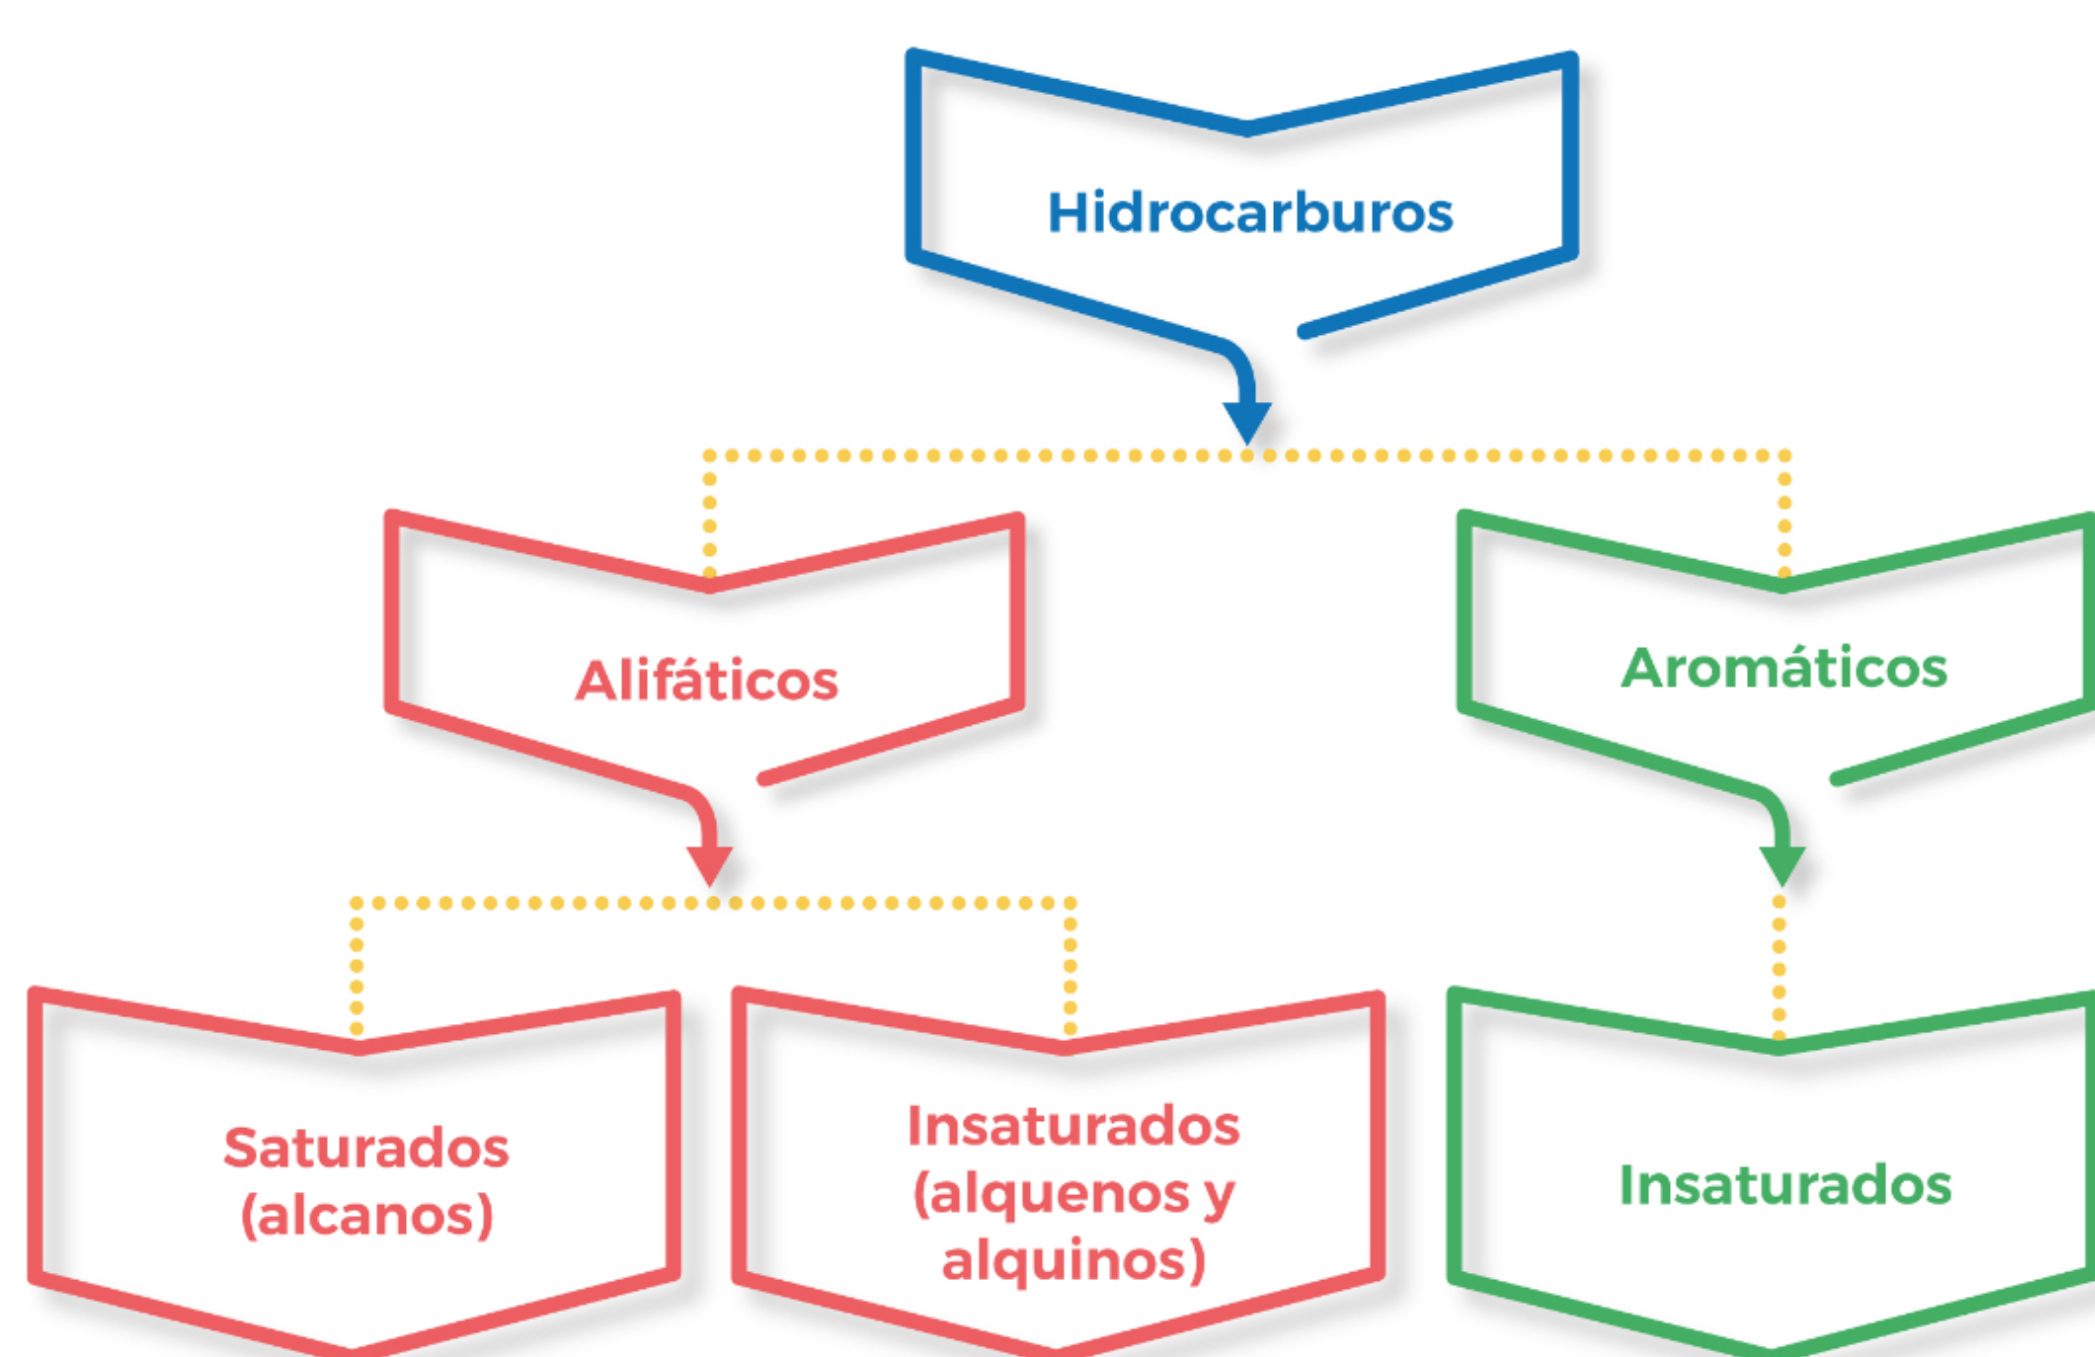 Hidrocarburos
Alifáticos
Aromáticos
Saturados
(alcanos)
Insaturados
(alquenos y
alquinos)
Insaturados